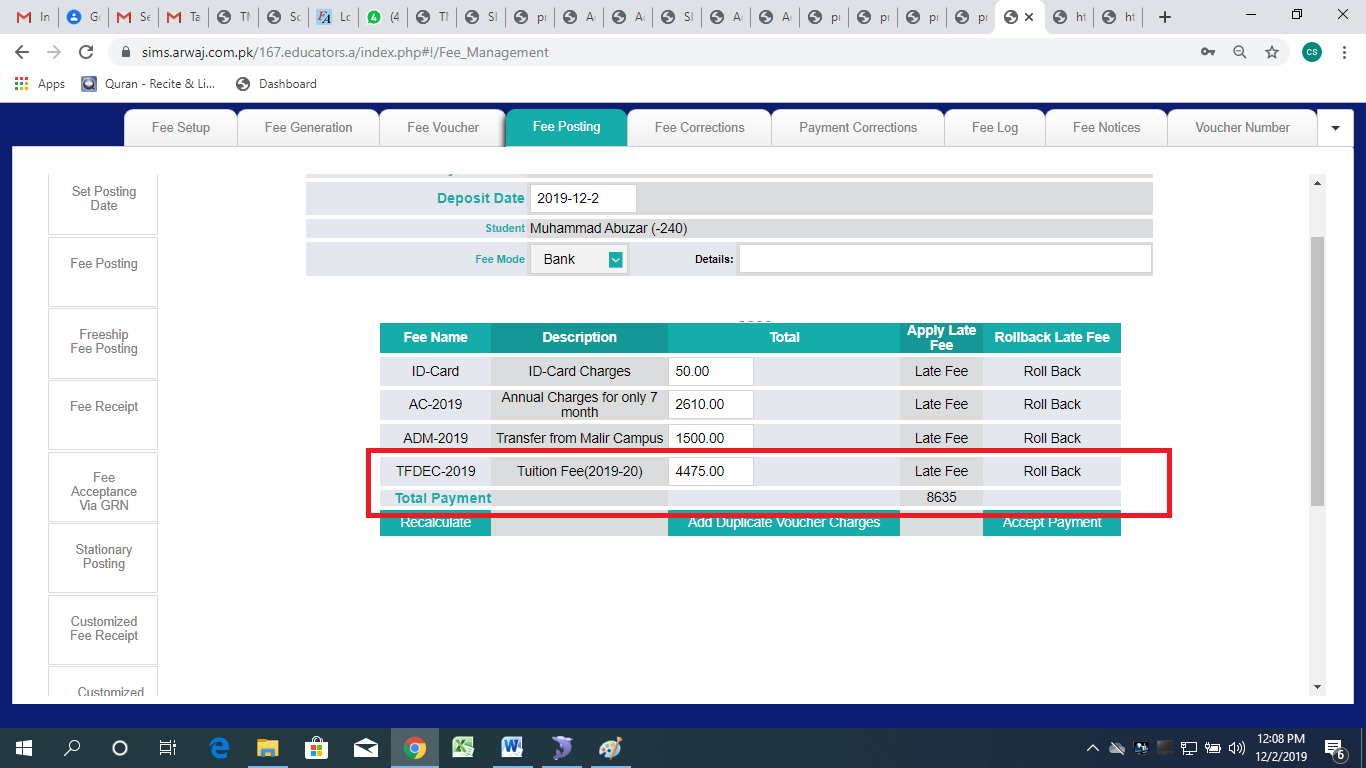 In
G
Se
Ta
Tl
Sc
FA Lo
4 (4
Tl
Sl
pr
A
A
Sl
A
A
pr
pr
pr
pr
ht
ht
sims.arwaj.com.pk/167.educators.a/index.php#!/Fee_Management
CS
Apps
Quran - Recite & Li...
Dashboard
Fee Setup
Fee Generation
Fee Voucher
Fee Posting
Fee Corrections
Payment Corrections
Fee Log
Fee Notices
Voucher Number
Set Posting
Date
Fee Posting
Freeship
Fee Posting
Fee Receipt
Fee
Acceptance
Via GRN
Stationary
Posting
Customized
Fee Receipt
Customized
Deposit Date 2019-12-2
Student Muhammad Abuzar (-240)
Fee Mode Bank Details:
Fee Name Description Total Apply Late Fee Rollback Late Fee
ID-Card ID-Card Charges 50.00 Late Fee Roll Back
AC-2019 Annual Charges for only 7 month 2610.00 Late Fee Roll Back
ADM-2019 Transfer from Malir Campus 1500.00 Late Fee Roll Back
TFDEC-2019 Tuition Fee(2019-20) 4475.00 Late Fee Roll Back
Total Payment 8635
Recalculate Add Duplicate Voucher Charges Accept Payment
12:08 PM
12/2/2019
6